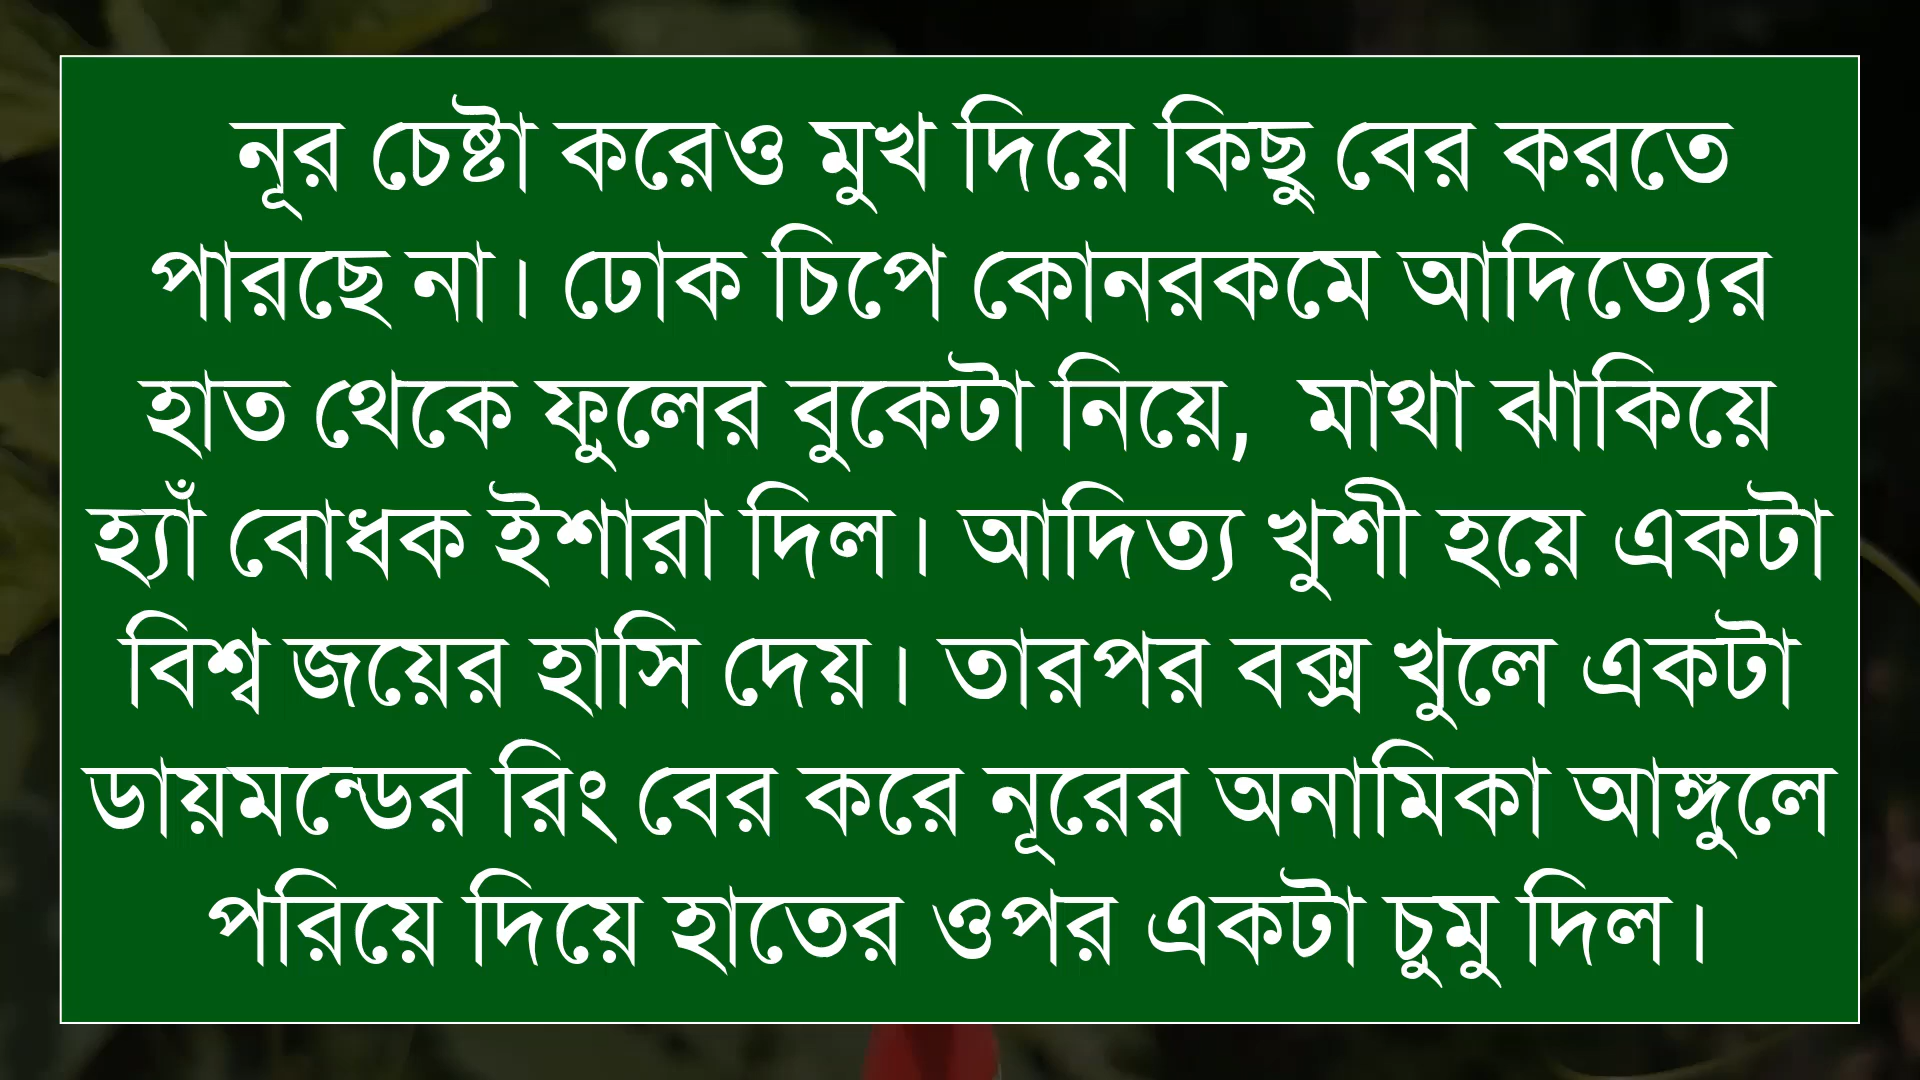 নূর চেষ্টা করেও মুখ দিয়ে কিছু বের করতে
পারছে না। ঢোক চিপে কোনরকমে আদিত্যের
হাত থেকে ফুলের বুকেটা নিয়ে, মাথা ঝাকিয়ে
হ্যাঁ বোধক ইশারা দিল। আদিত্য খুশী হয়ে একটা
বিশ্ব জয়ের হাসি দেয়। তারপর বক্স খুলে একটা
ডায়মন্ডের রিং বের করে নূরের অনামিকা আঙ্গুলে
পরিয়ে দিয়ে হাতের ওপর একটা চুমু দিল।